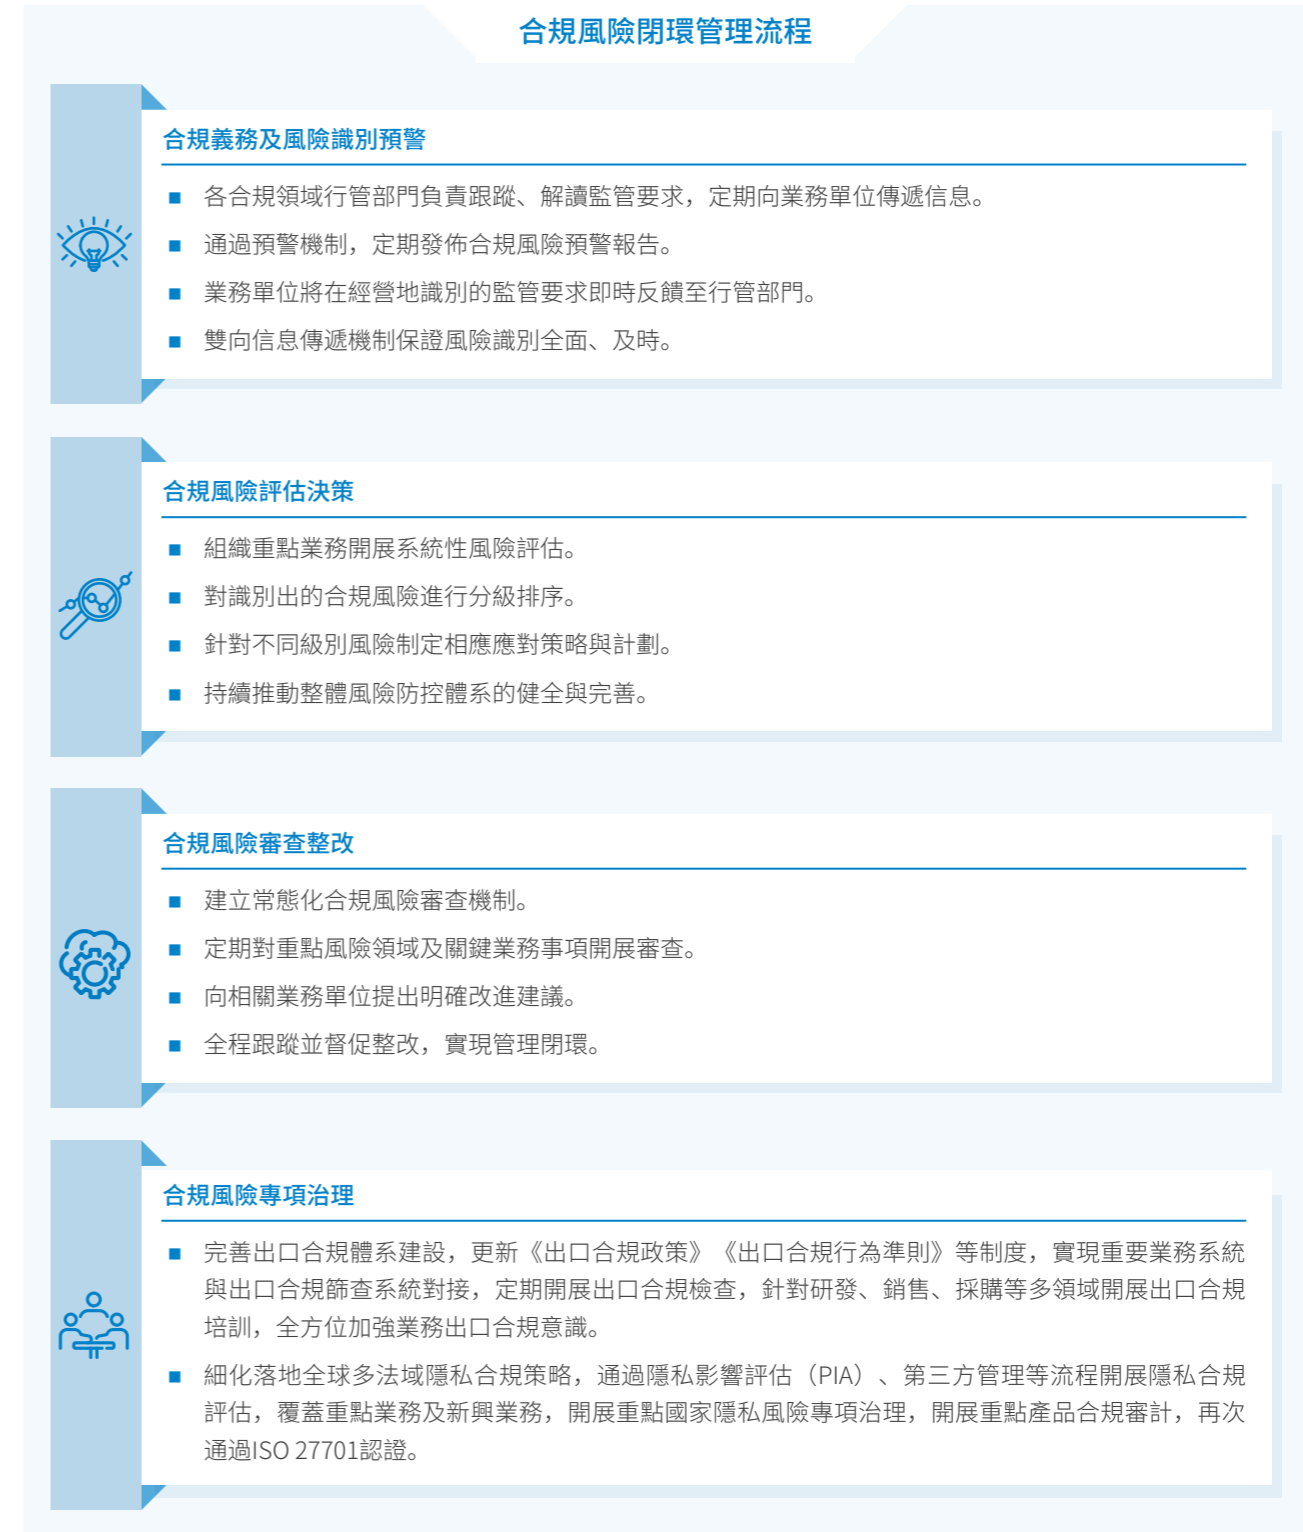 合規風險閉環管理流程
合規義務及風險識別預警
■ 各合規領域行管部門負責跟蹤、解讀監管要求，定期向業務單位傳遞信息。
■ 通過預警機制，定期發佈合規風險預警報告。
■ 業務單位將在經營地識別的監管要求即時反饋至行管部門。
■ 雙向信息傳遞機制保證風險識別全面、及時。
合規風險評估決策
■ 組織重點業務開展系統性風險評估。
■ 對識別出的合規風險進行分級排序。
■ 針對不同級別風險制定相應應對策略與計劃。
■ 持續推動整體風險防控體系的健全與完善。
合規風險審查整改
■ 建立常態化合規風險審查機制。
■ 定期對重點風險領域及關鍵業務事項開展審查。
■ 向相關業務單位提出明確改進建議。
■ 全程跟蹤並督促整改，實現管理閉環。
合規風險專項治理
■ 完善出口合規體系建設，更新《出口合規政策》《出口合規行為準則》等制度，實現重要業務系統
與出口合規篩查系統對接，定期開展出口合規檢查，針對研發、銷售、採購等多領域開展出口合規
培訓，全方位加強業務出口合規意識。
■ 細化落地全球多法域隱私合規策略，通過隱私影響評估（PIA）、第三方管理等流程開展隱私合規
評估，覆蓋重點業務及新興業務，開展重點國家隱私風險專項治理，開展重點產品合規審計，再次
通過ISO 27701認證。